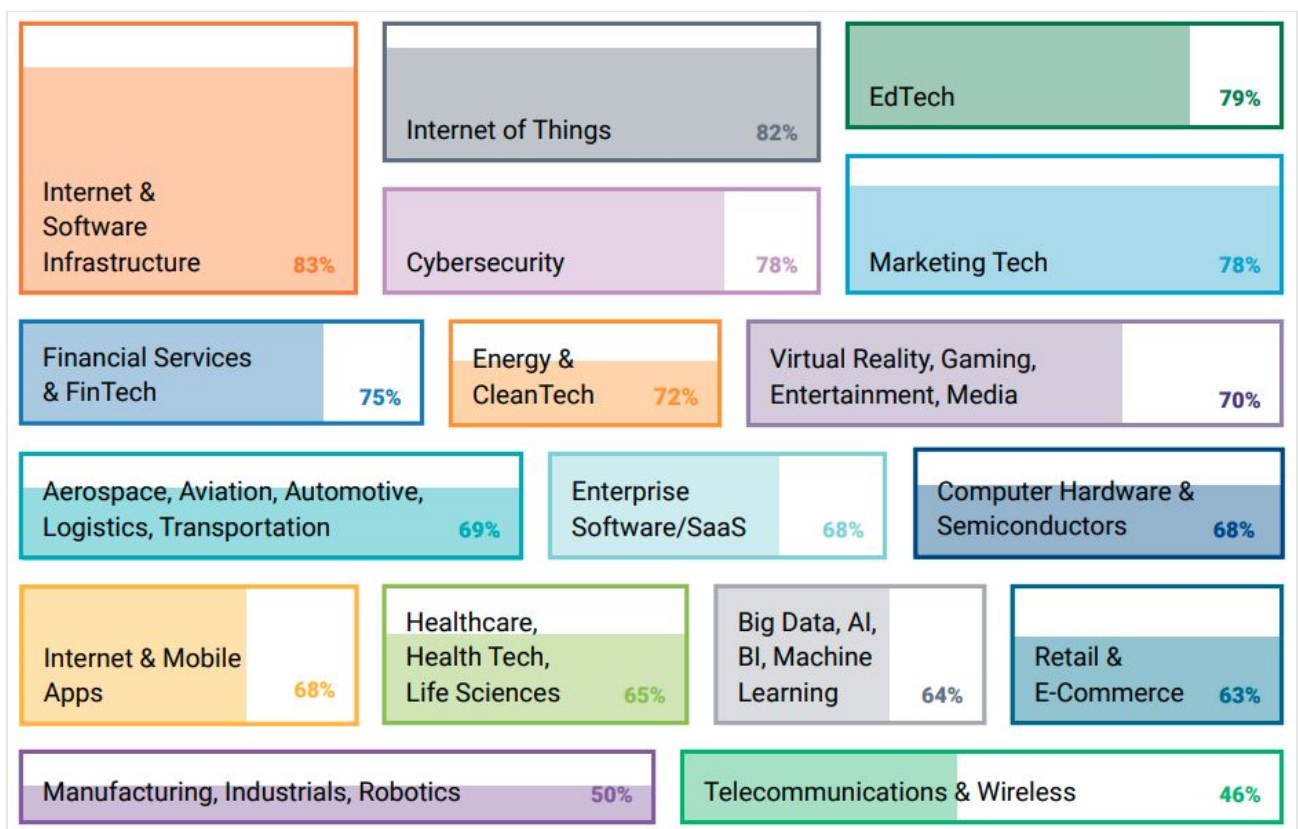 Internet &
Software
Infrastructure 83%
Internet of Things 82%
EdTech 79%
Cybersecurity 78%
Marketing Tech 78%
Financial Services
& FinTech 75%
Energy &
CleanTech 72%
Virtual Reality, Gaming,
Entertainment, Media 70%
Aerospace, Aviation, Automotive,
Logistics, Transportation 69%
Enterprise
Software/SaaS 68%
Computer Hardware &
Semiconductors 68%
Internet & Mobile
Apps 68%
Healthcare,
Health Tech,
Life Sciences 65%
Big Data, AI,
BI, Machine
Learning 64%
Retail &
E-Commerce 63%
Manufacturing, Industrials, Robotics 50%
Telecommunications & Wireless 46%